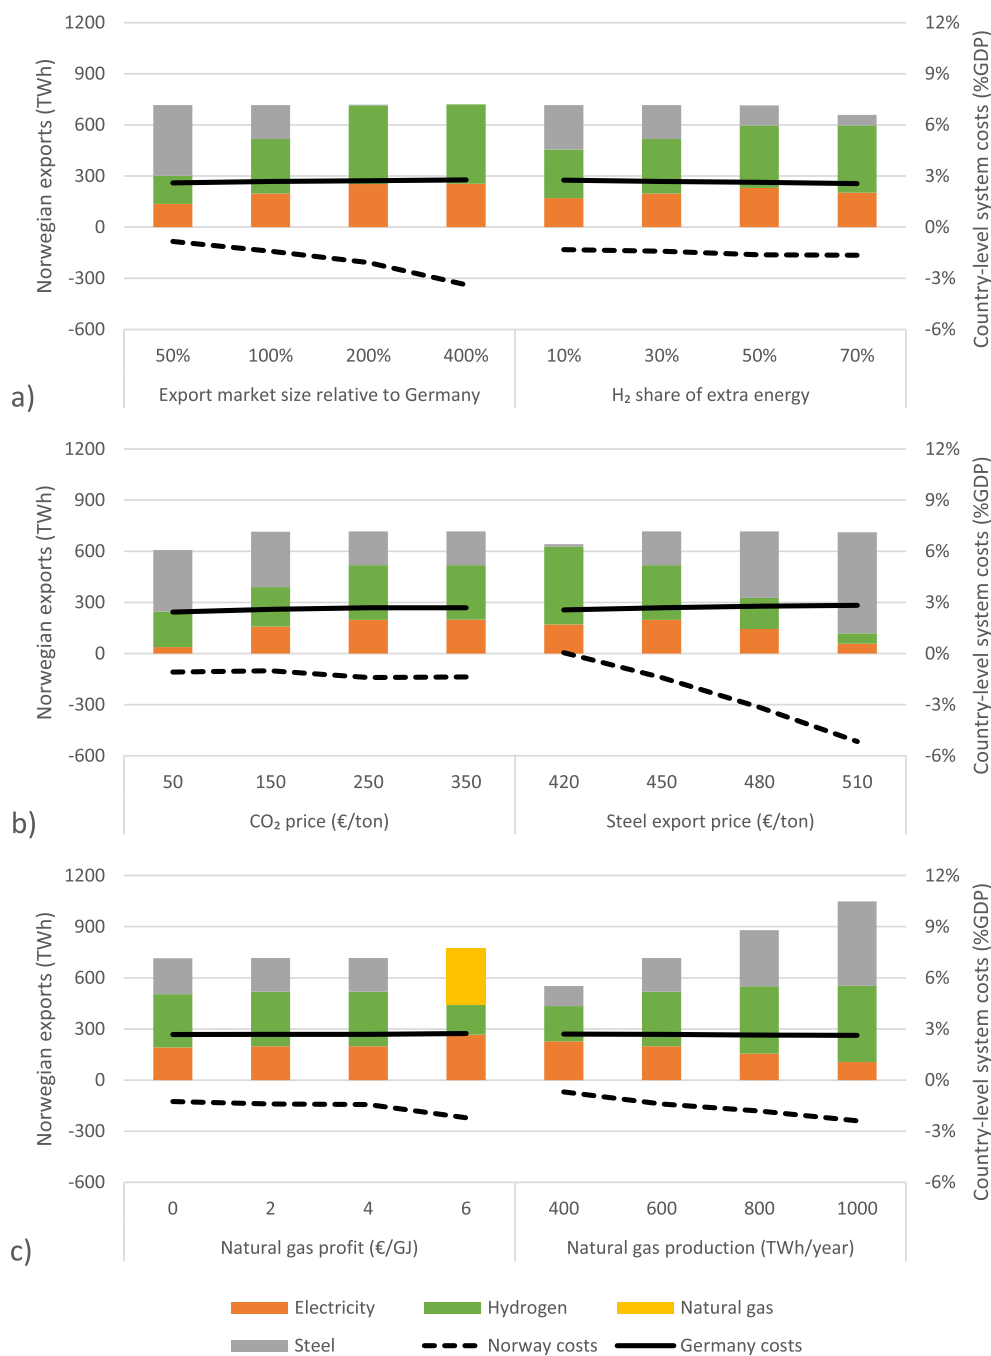 1200 12%
900 9%
600 6%
300 3%
0 0%
-300 -3%
-600 -6%
Norwegian exports (TWh)
Country-level system costs (%GDP)
50% 100% 200% 400% 10% 30% 50% 70%
Export market size relative to Germany H₂ share of extra energy
a)
1200 12%
900 9%
600 6%
300 3%
0 0%
-300 -3%
-600 -6%
Norwegian exports (TWh)
Country-level system costs (%GDP)
50 150 250 350 420 450 480 510
CO₂ price (€/ton) Steel export price (€/ton)
b)
1200 12%
900 9%
600 6%
300 3%
0 0%
-300 -3%
-600 -6%
Norwegian exports (TWh)
Country-level system costs (%GDP)
0 2 4 6 400 600 800 1000
Natural gas profit (€/GJ) Natural gas production (TWh/year)
c)
Electricity Hydrogen Natural gas
Steel Norway costs Germany costs